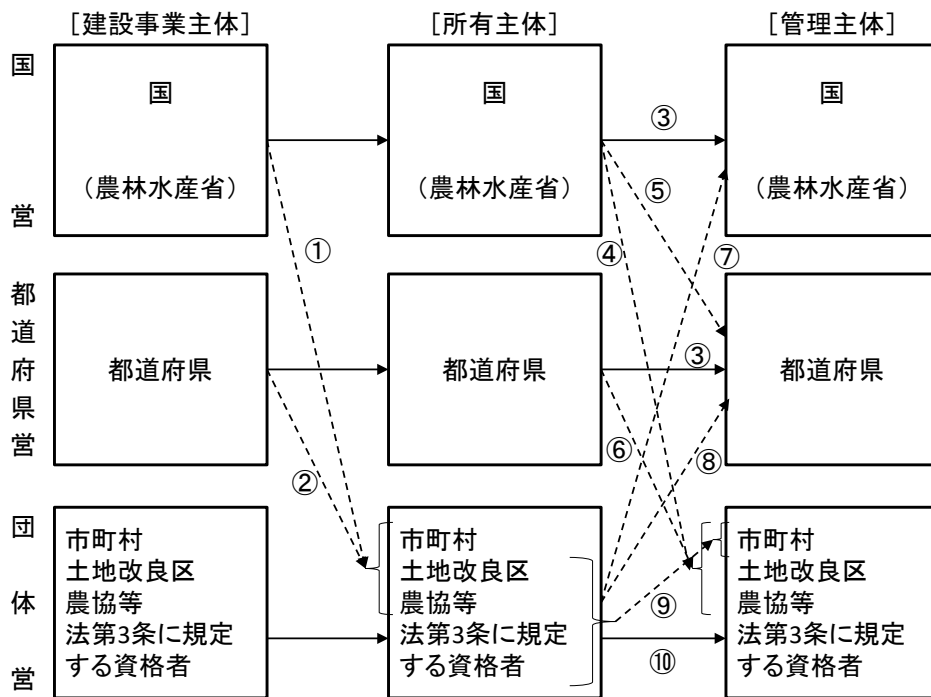 [建設事業主体]
[所有主体]
[管理主体]
国
営
国
(農林水産省)
国
(農林水産省)
国
(農林水産省)
③
⑤
④
⑦
①
都
道
府
県
営
都道府県
都道府県
都道府県
③
⑥
⑧
②
団
体
営
市町村
土地改良区
農協等
法第3条に規定
する資格者
市町村
土地改良区
農協等
法第3条に規定
する資格者
市町村
土地改良区
農協等
法第3条に規定
する資格者
⑨
⑩